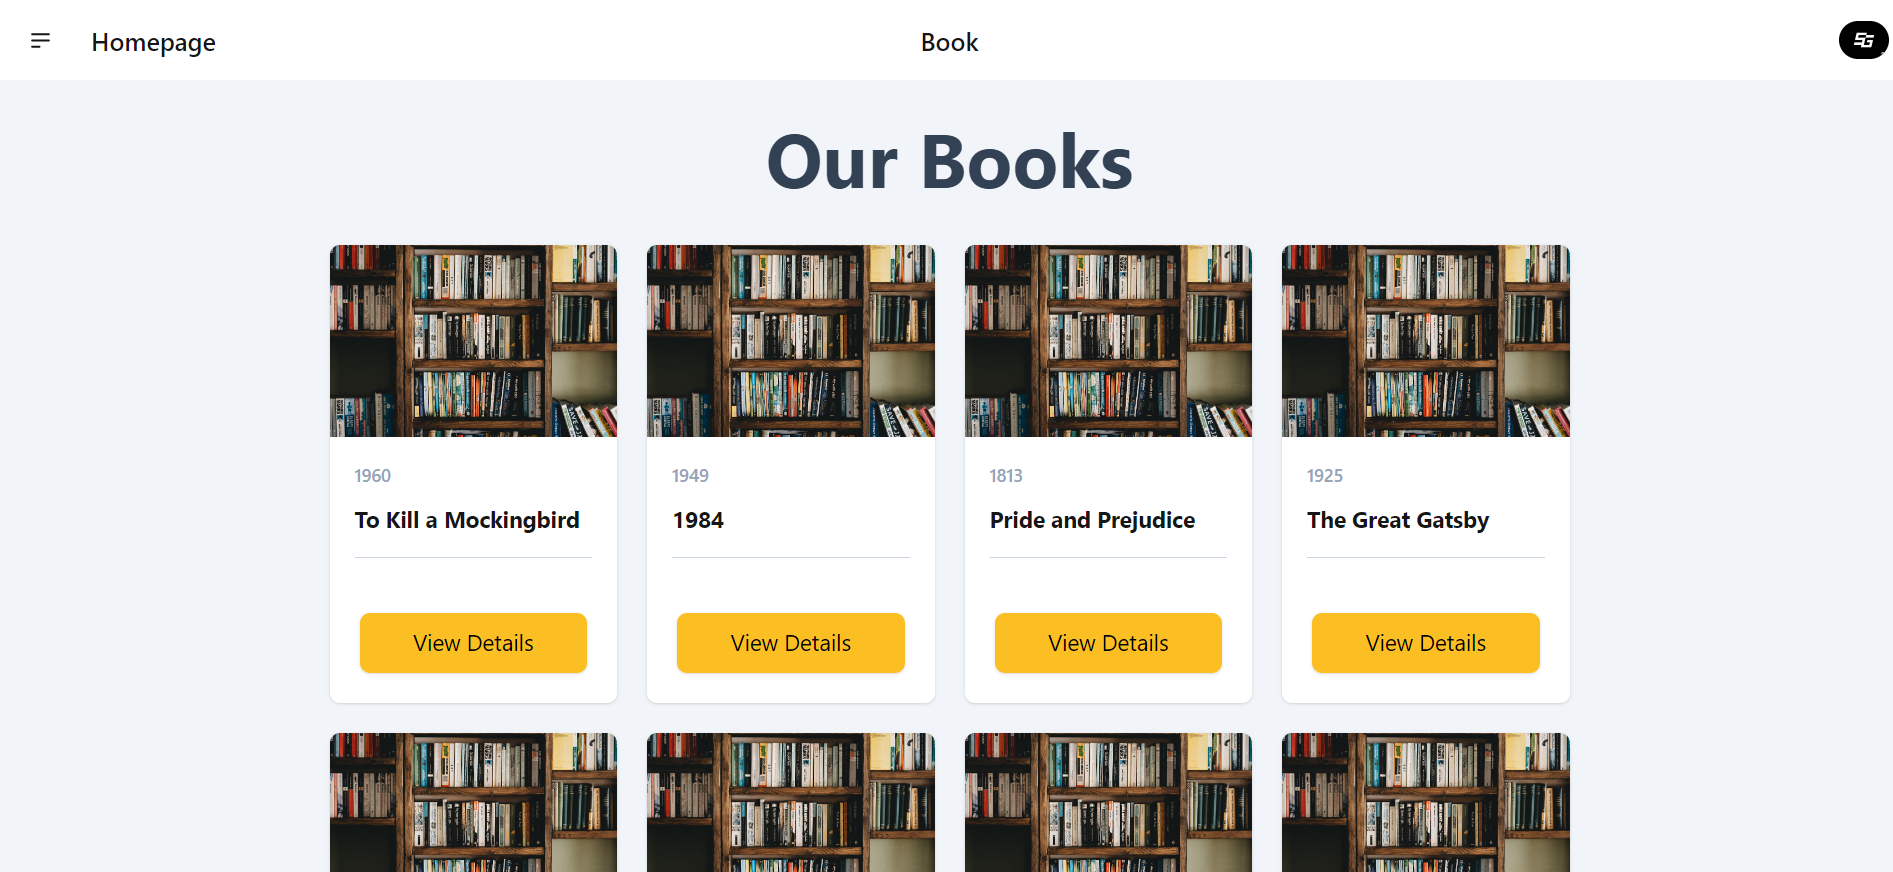 Homepage
Book
SG
Our Books
1960
1949
1813
1925
To Kill a Mockingbird
1984
Pride and Prejudice
The Great Gatsby
View Details
View Details
View Details
View Details